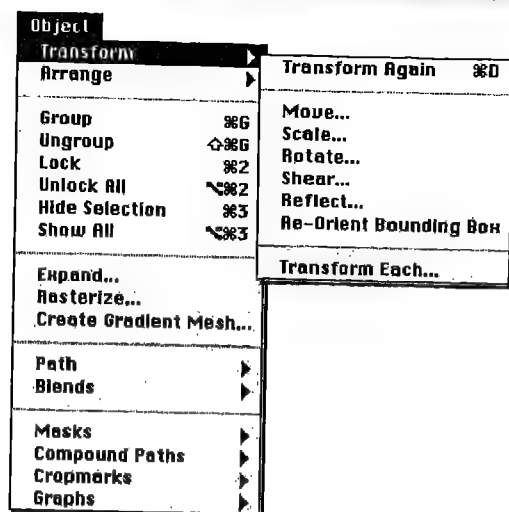 Object
Transform
Arrange
Group ⌘G
Ungroup ⇧⌘G
Lock ⌘2
Unlock All ⌥⌘2
Hide Selection ⌘3
Show All ⌥⌘3
Expand...
Rasterize...
Create Gradient Mesh...
Path
Blends
Masks
Compound Paths
Cropmarks
Graphs
Transform Again ⌘D
Move...
Scale...
Rotate...
Shear...
Reflect...
Re-Orient Bounding Box
Transform Each...